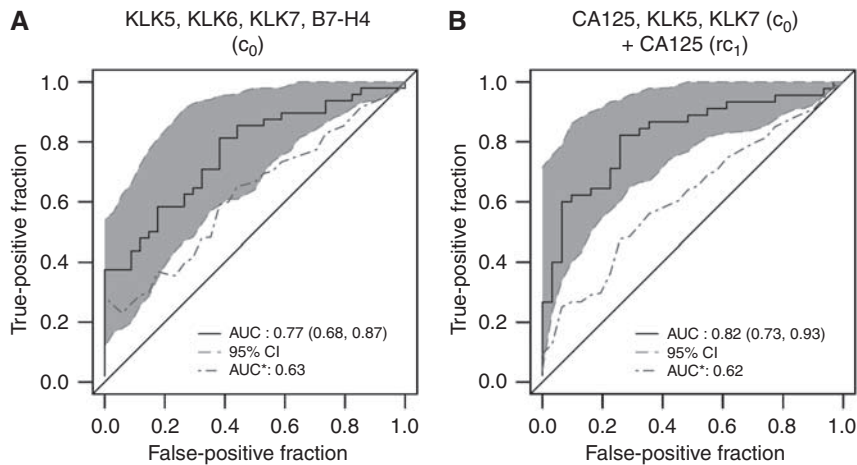 A
KLK5, KLK6, KLK7, B7-H4
(c0)
1.0
0.8
0.6
0.4
0.2
0.0
True-positive fraction
AUC : 0.77 (0.68, 0.87)
95% CI
AUC*: 0.63
0.0 0.2 0.4 0.6 0.8 1.0
False-positive fraction
B
CA125, KLK5, KLK7 (c0)
+ CA125 (rc1)
1.0
0.8
0.6
0.4
0.2
0.0
True-positive fraction
AUC : 0.82 (0.73, 0.93)
95% CI
AUC*: 0.62
0.0 0.2 0.4 0.6 0.8 1.0
False-positive fraction